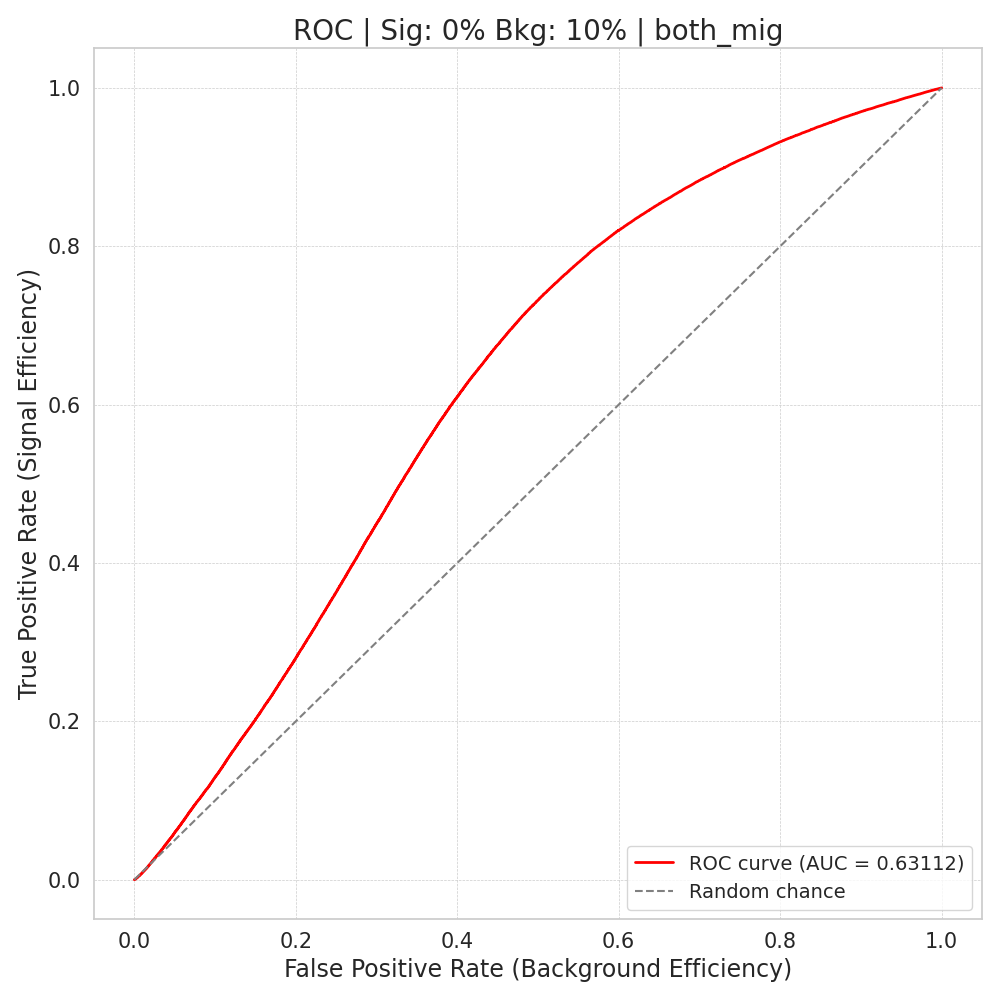 ROC | Sig: 0% Bkg: 10% | both_mig
True Positive Rate (Signal Efficiency)
1.0
0.8
0.6
0.4
0.2
0.0
ROC curve (AUC = 0.63112)
Random chance
0.0 0.2 0.4 0.6 0.8 1.0
False Positive Rate (Background Efficiency)